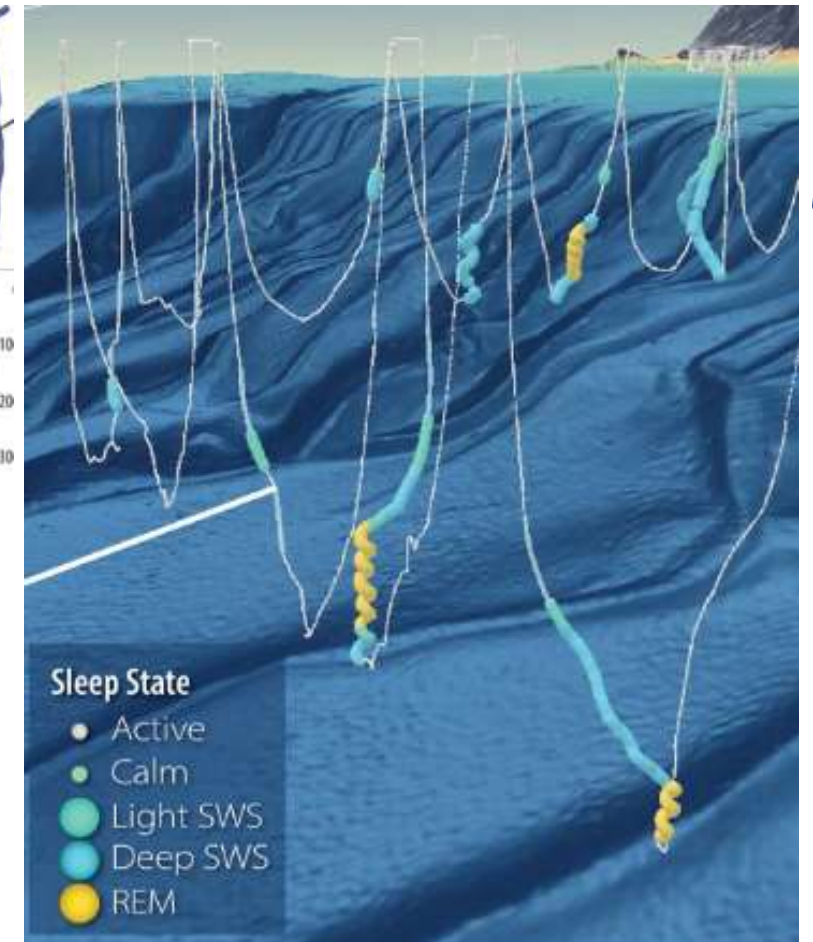 10
20
30
Sleep State
Active
Calm
Light SWS
Deep SWS
REM